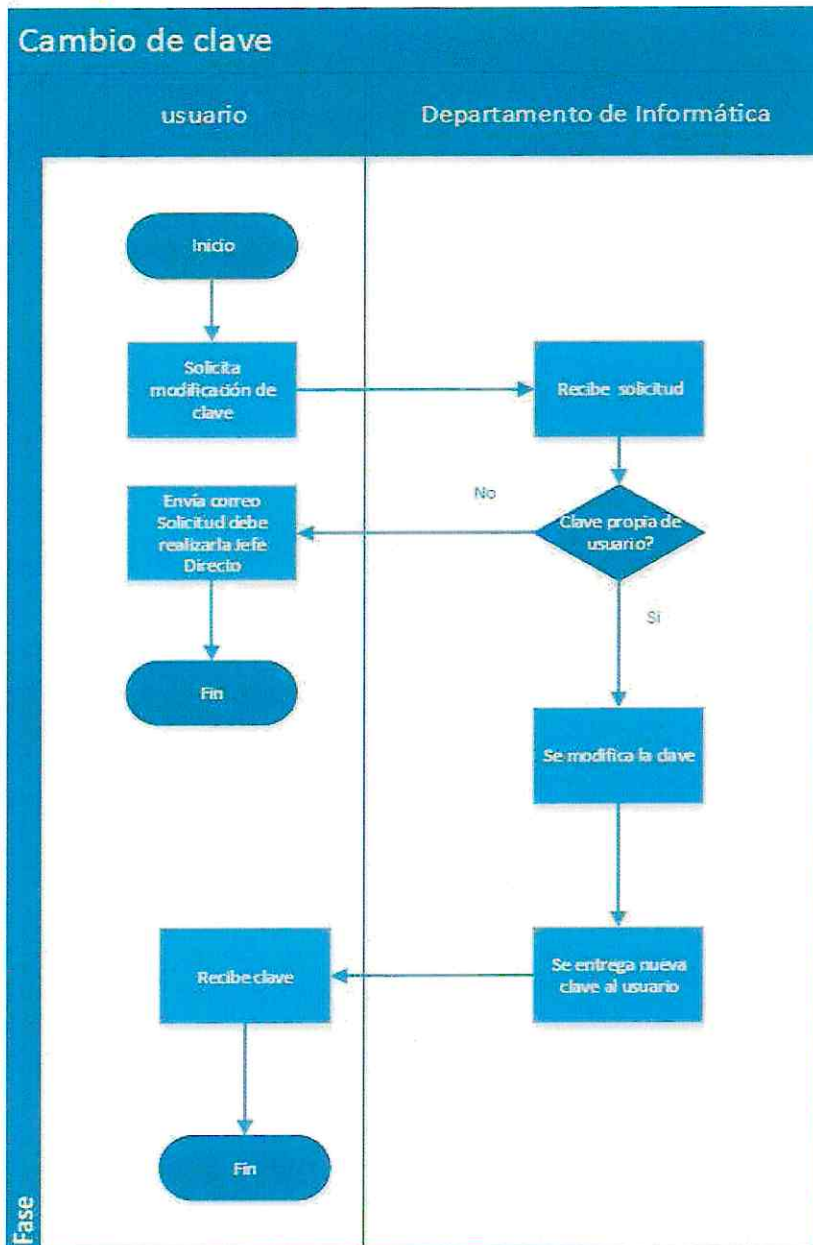 Cambio de clave
usuario
Departamento de Informática
Inicio
Solicita
modificación de
clave
Recibe solicitud
Envía correo
Solicitud debe
realizarla Jefe
Directo
No
Clave propia de
usuario?
Si
Fin
Se modifica la clave
Recibe clave
Se entrega nueva
clave al usuario
Fin
Fase